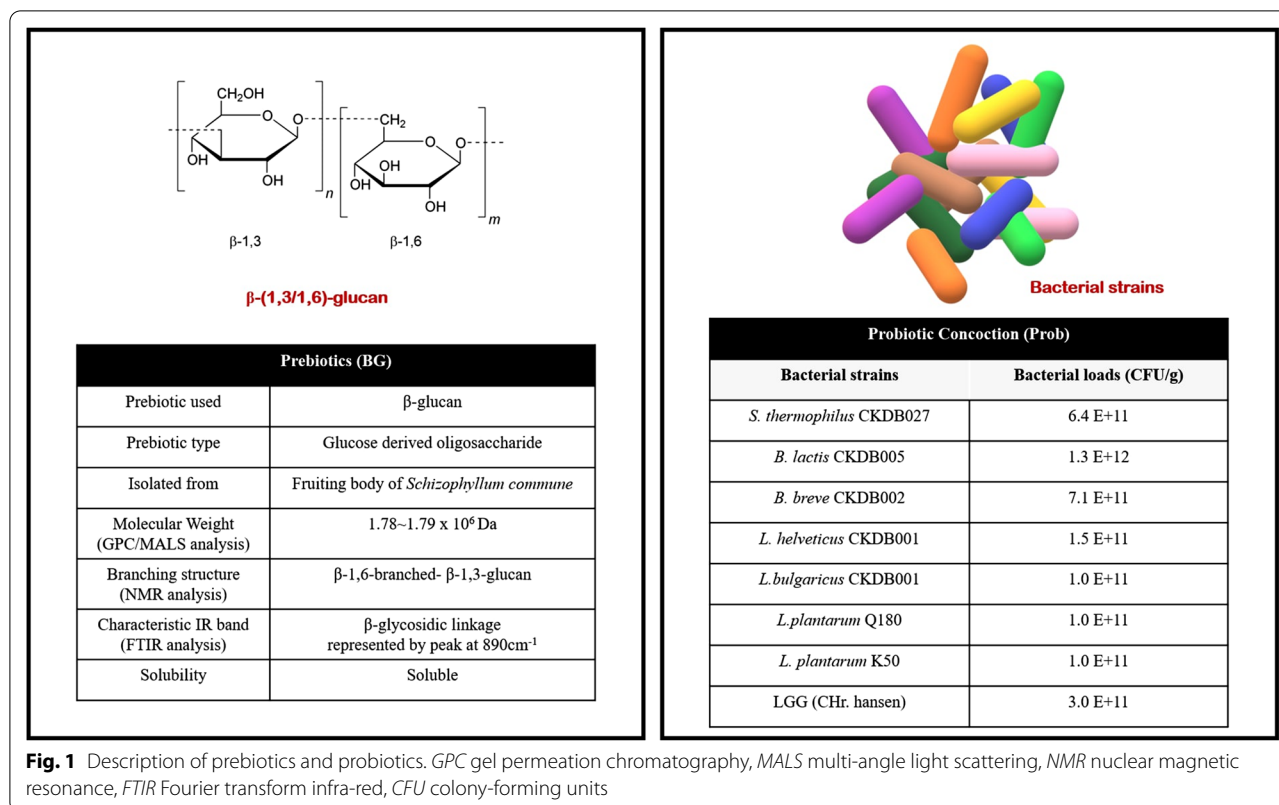 CH₂OH
O
O
OH
OH
n
β-1,3
CH₂
O
O
OH
OH
OH
m
β-1,6
β-(1,3/1,6)-glucan
Prebiotics (BG)
Prebiotic used β-glucan
Prebiotic type Glucose derived oligosaccharide
Isolated from Fruiting body of Schizophyllum commune
Molecular Weight
(GPC/MALS analysis)
1.78~1.79 x 10⁶ Da
Branching structure
(NMR analysis)
β-1,6-branched- β-1,3-glucan
Characteristic IR band
(FTIR analysis)
β-glycosidic linkage
represented by peak at 890cm⁻¹
Solubility Soluble
Bacterial strains
Probiotic Concoction (Prob)
Bacterial strains Bacterial loads (CFU/g)
S. thermophilus CKDB027 6.4 E+11
B. lactis CKDB005 1.3 E+12
B. breve CKDB002 7.1 E+11
L. helveticus CKDB001 1.5 E+11
L.bulgaricus CKDB001 1.0 E+11
L.plantarum Q180 1.0 E+11
L. plantarum K50 1.0 E+11
LGG (CHr. hansen) 3.0 E+11
Fig. 1 Description of prebiotics and probiotics. GPC gel permeation chromatography, MALS multi-angle light scattering, NMR nuclear magnetic
resonance, FTIR Fourier transform infra-red, CFU colony-forming units